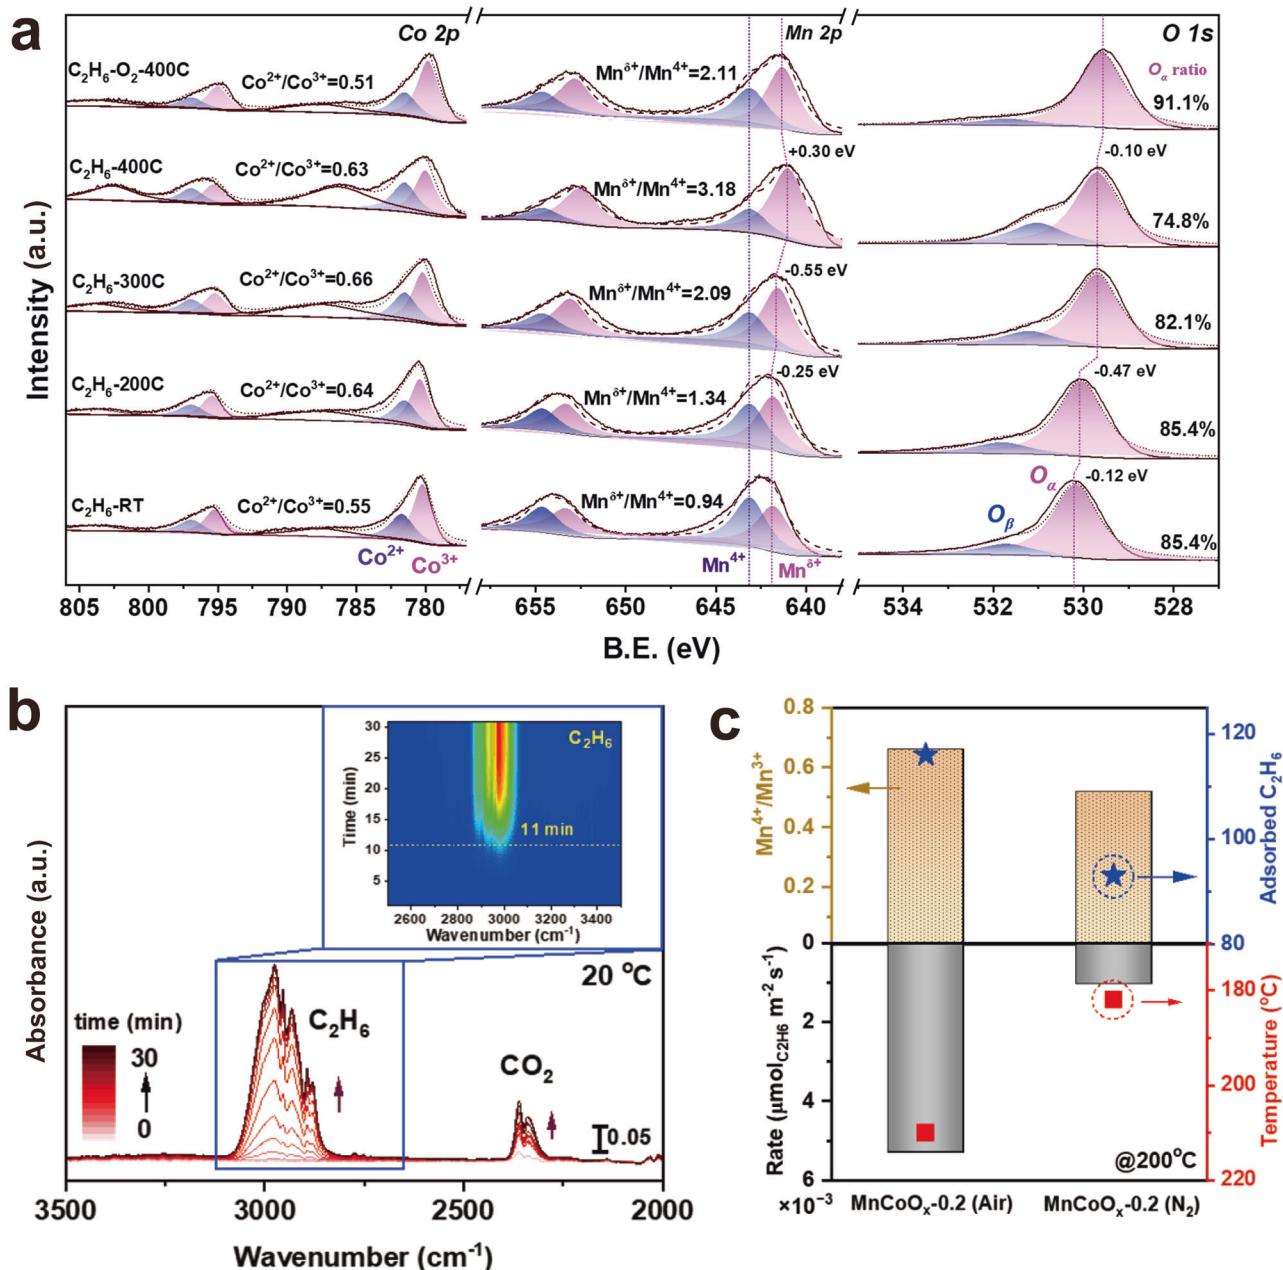 a
Co 2p
Mn 2p
O 1s
C₂H₆-O₂-400C
Co²⁺/Co³⁺=0.51
Mnᵟ⁺/Mn⁴⁺=2.11
Oα ratio
91.1%
+0.30 eV
-0.10 eV
C₂H₆-400C
Co²⁺/Co³⁺=0.63
Mnᵟ⁺/Mn⁴⁺=3.18
74.8%
-0.55 eV
C₂H₆-300C
Co²⁺/Co³⁺=0.66
Mnᵟ⁺/Mn⁴⁺=2.09
82.1%
-0.25 eV
-0.47 eV
C₂H₆-200C
Co²⁺/Co³⁺=0.64
Mnᵟ⁺/Mn⁴⁺=1.34
85.4%
Oα
-0.12 eV
C₂H₆-RT
Co²⁺/Co³⁺=0.55
Mnᵟ⁺/Mn⁴⁺=0.94
Oβ
85.4%
Co²⁺
Co³⁺
Mn⁴⁺
Mnᵟ⁺
Intensity (a.u.)
805 800 795 790 785 780 655 650 645 640 534 532 530 528
B.E. (eV)
b
30
25
20
15
10
5
Time (min)
C₂H₆
11 min
2600 2800 3000 3200 3400
Wavenumber (cm⁻¹)
20 °C
C₂H₆
CO₂
time (min)
30
0
0.05
Absorbance (a.u.)
3500 3000 2500 2000
Wavenumber (cm⁻¹)
c
0.8
0.6
0.4
0.2
0
Mn⁴⁺/Mn³⁺
120
100
80
Adsorbed C₂H₆
2
4
6
×10⁻³
Rate (μmol_C2H6 m⁻² s⁻¹)
180
200
220
Temperature (°C)
@200°C
MnCoOₓ-0.2 (Air)
MnCoOₓ-0.2 (N₂)